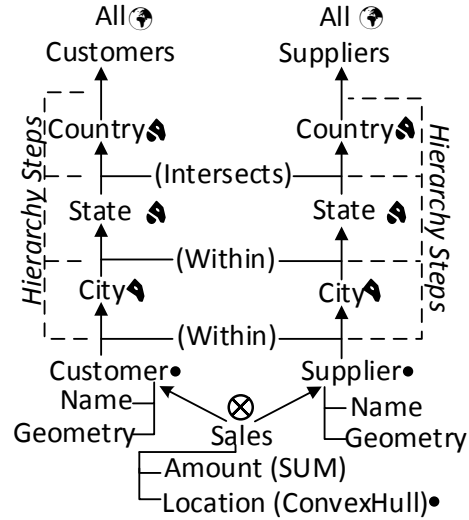 All All
Customers Suppliers
Country Country
(Intersects)
State State
(Within)
City City
(Within)
Hierarchy Steps
Hierarchy Steps
Customer Supplier
Name Name
Geometry Geometry
Sales
Amount (SUM)
Location (ConvexHull)